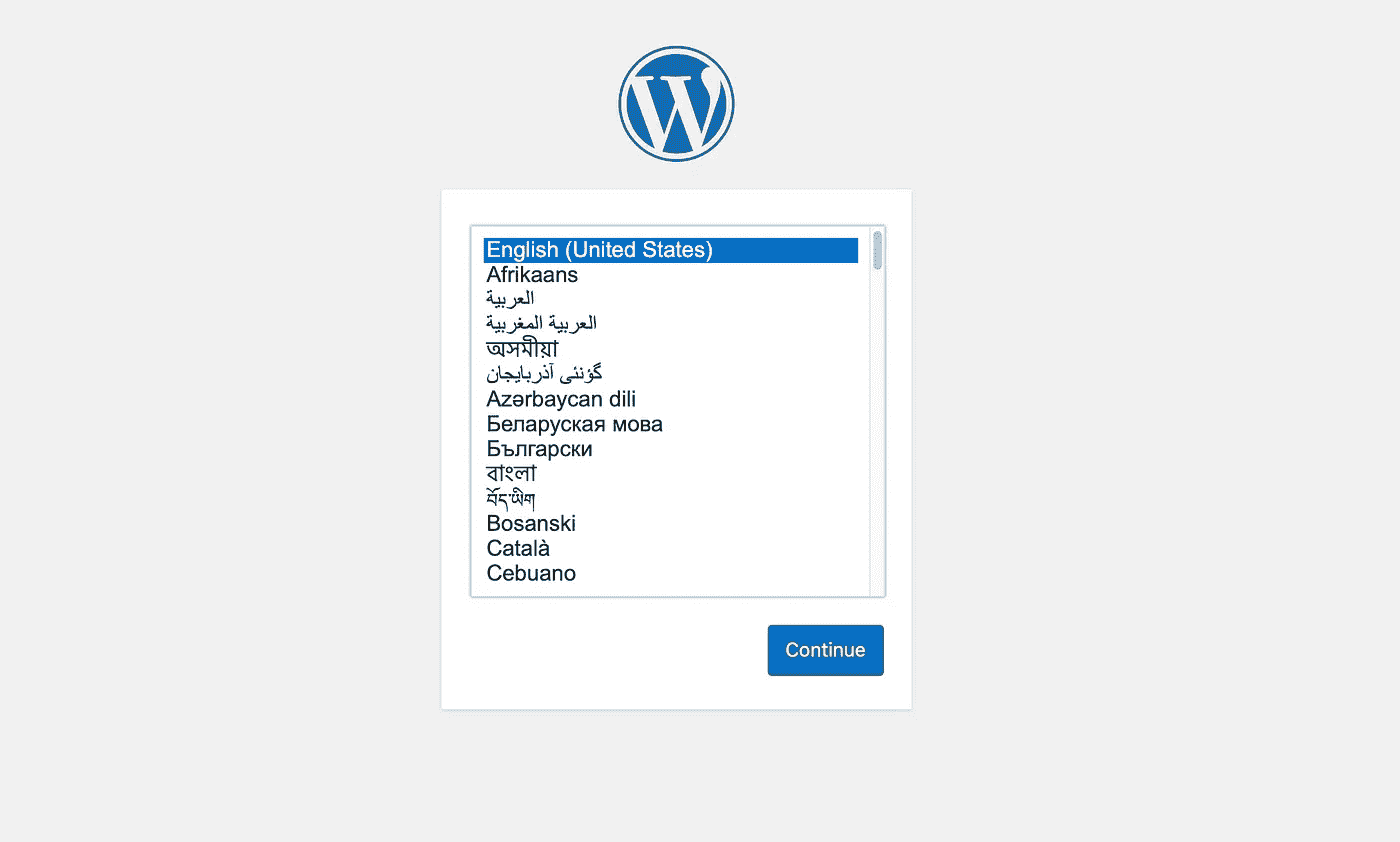 English (United States)
Afrikaans
العربية
العربية المغربية
অসমীয়া
گؤنئی آذربایجان
Azərbaycan dili
Беларуская мова
Български
বাংলা
བོད་ཡིག
Bosanski
Català
Cebuano
Continue